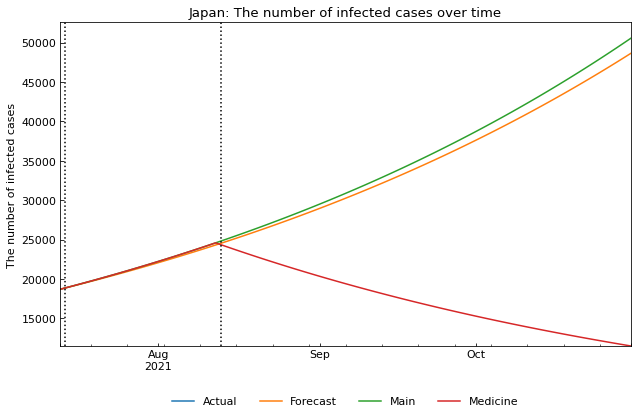 Japan: The number of infected cases over time
The number of infected cases
50000
45000
40000
35000
30000
25000
20000
15000
Aug
2021
Sep
Oct
Actual
Forecast
Main
Medicine